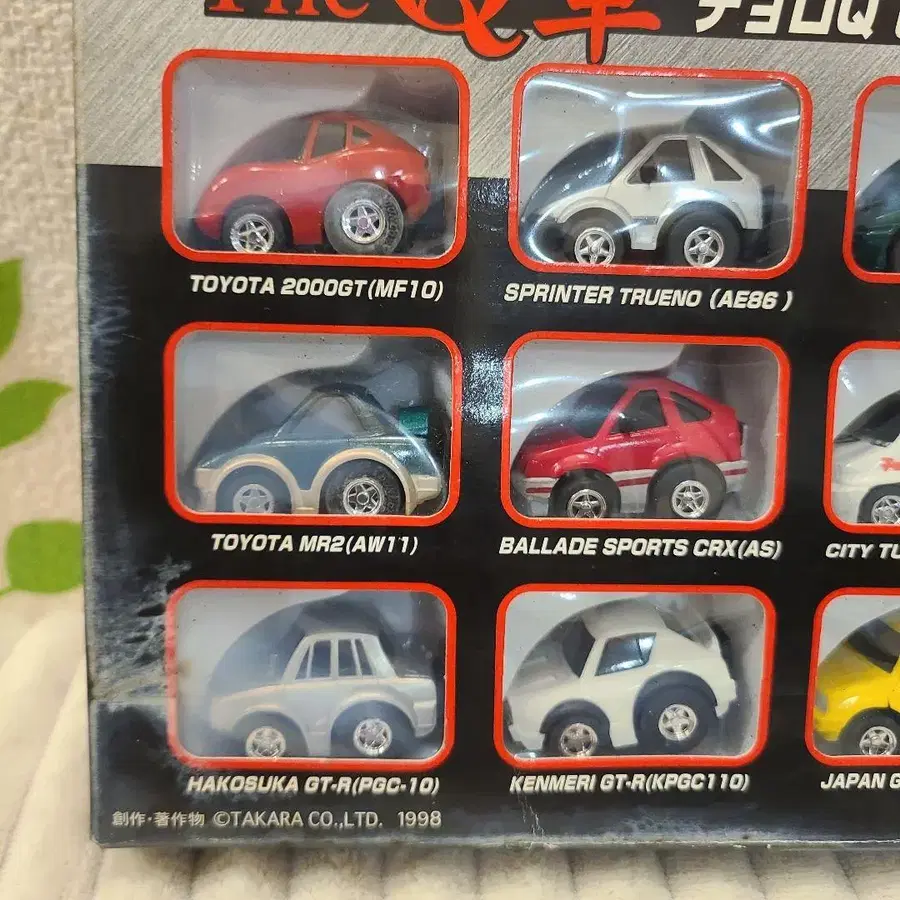 The Q車 チョロQ
TOYOTA 2000GT(MF10)
SPRINTER TRUENO (AE86)
TOYOTA MR2(AW11)
BALLADE SPORTS CRX(AS)
CITY TU
HAKOSUKA GT-R(PGC-10)
KENMERI GT-R(KPGC110)
JAPAN G
創作・著作物 ©TAKARA CO.,LTD. 1998